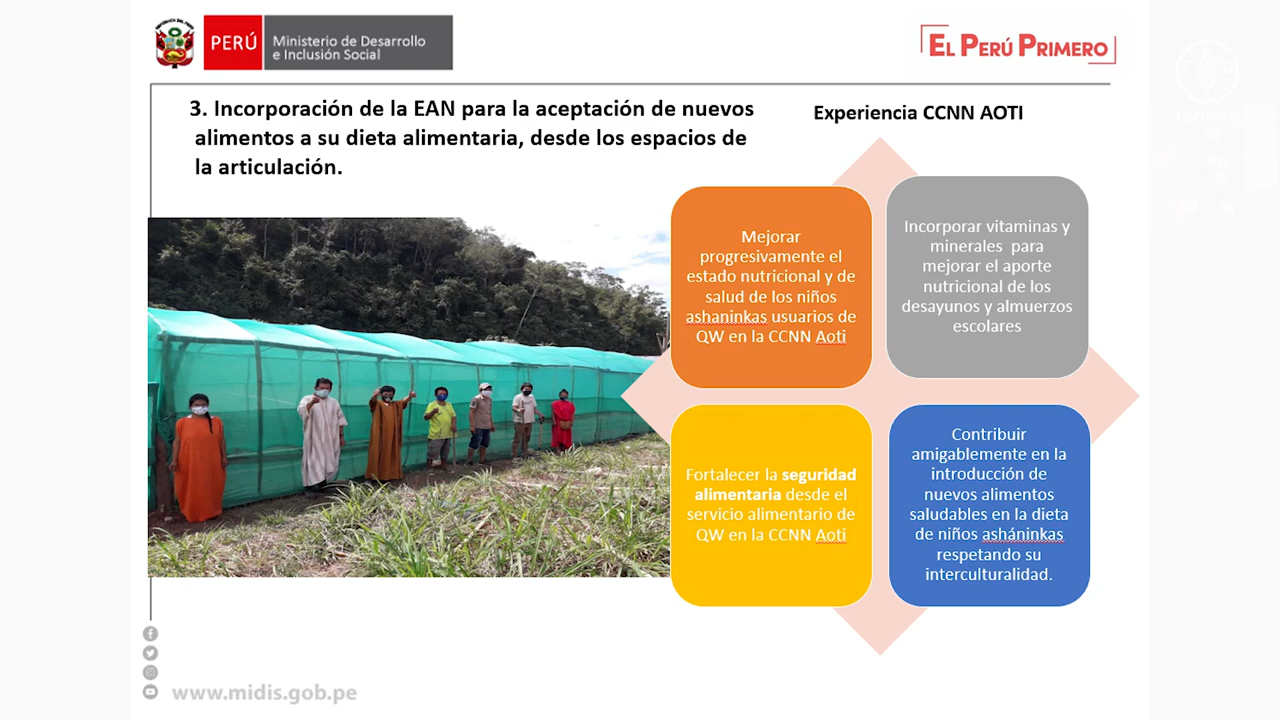 PERÚ
Ministerio de Desarrollo
e Inclusión Social
EL PERÚ PRIMERO
fao.org
3. Incorporación de la EAN para la aceptación de nuevos
alimentos a su dieta alimentaria, desde los espacios de
la articulación.
Experiencia CCNN AOTI
Mejorar
progresivamente el
estado nutricional y de
salud de los niños
ashaninkas usuarios de
QW en la CCNN Aoti
Incorporar vitaminas y
minerales para
mejorar el aporte
nutricional de los
desayunos y almuerzos
escolares
Fortalecer la seguridad
alimentaria desde el
servicio alimentario de
QW en la CCNN Aoti
Contribuir
amigablemente en la
introducción de
nuevos alimentos
saludables en la dieta
de niños asháninkas
respetando su
interculturalidad.
www.midis.gob.pe